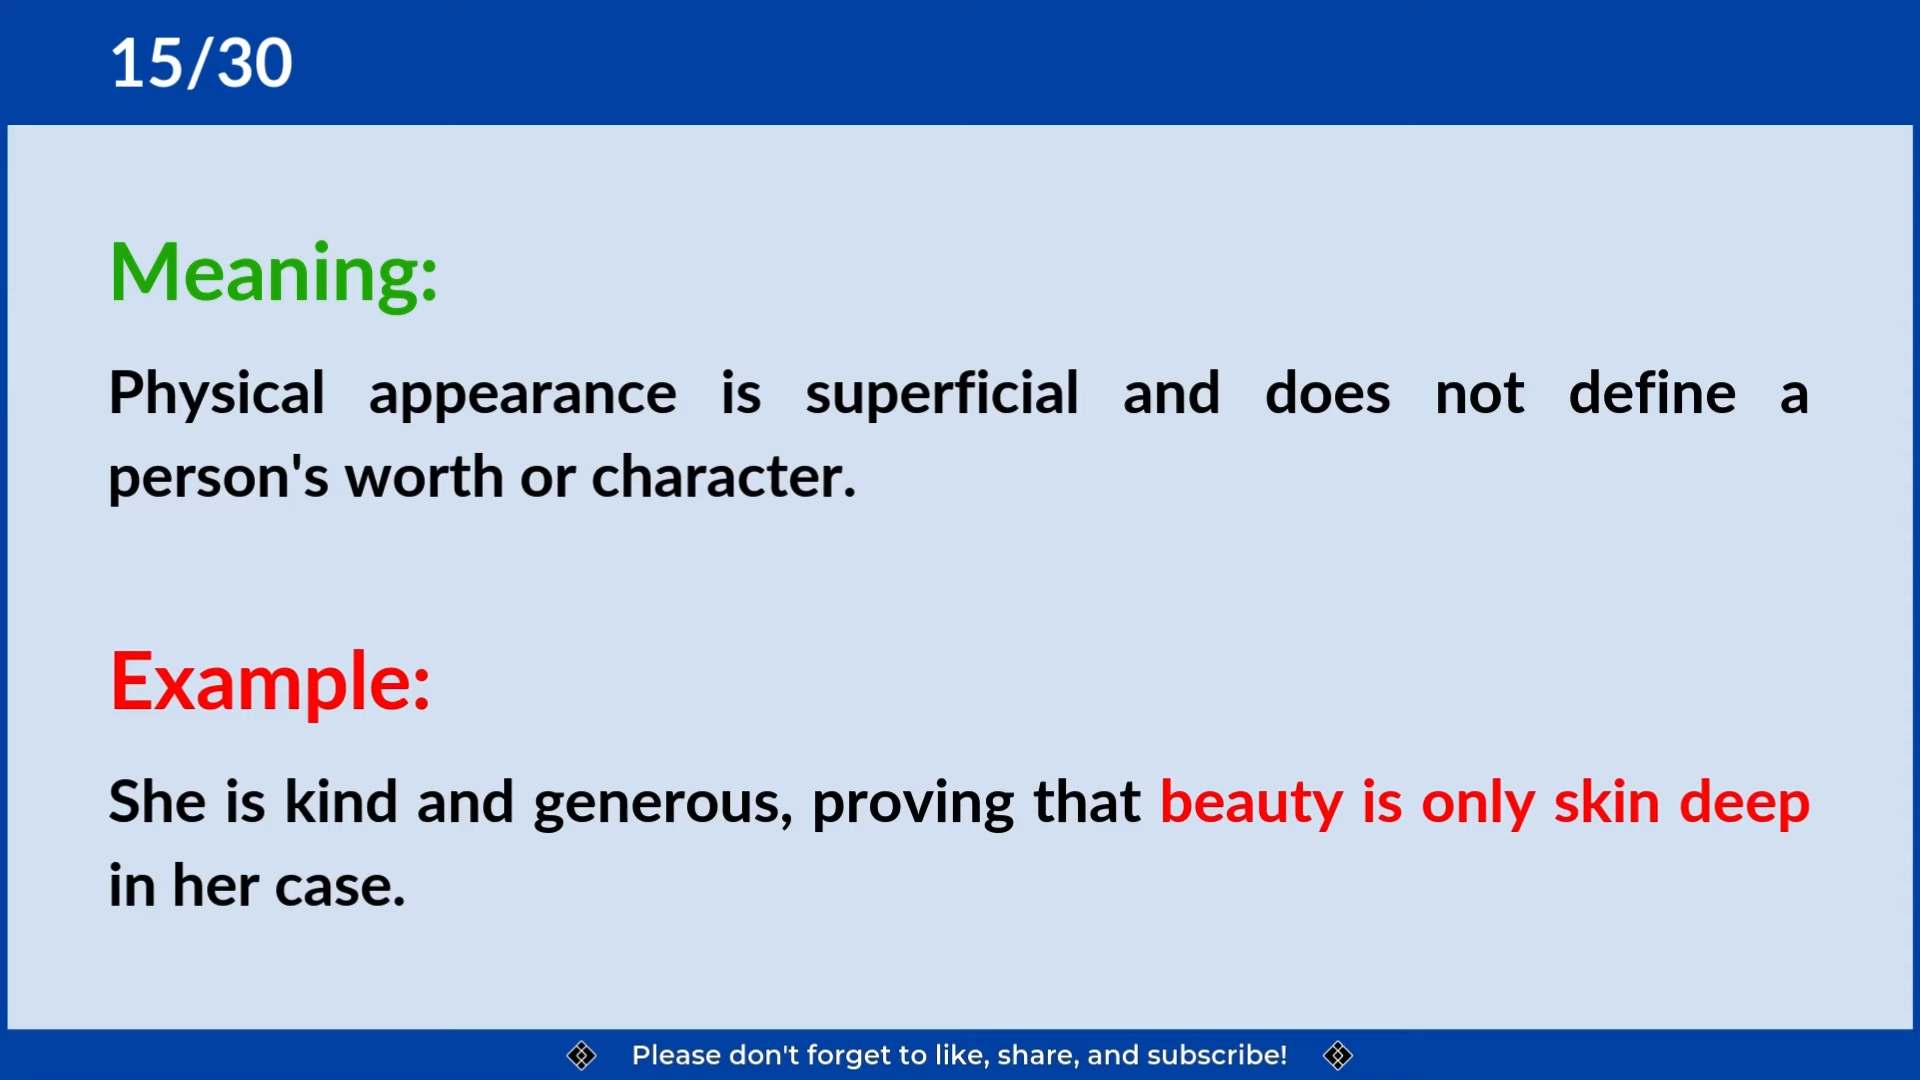 15/30
Meaning:
Physical appearance is superficial and does not define a
person's worth or character.
Example:
She is kind and generous, proving that beauty is only skin deep
in her case.
Please don't forget to like, share, and subscribe!